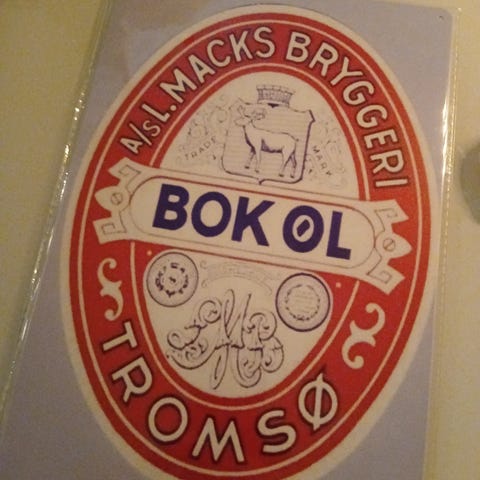 A/S L. MACKS BRYGGERI
TRADE MARK
BOK ØL
TROMSØ